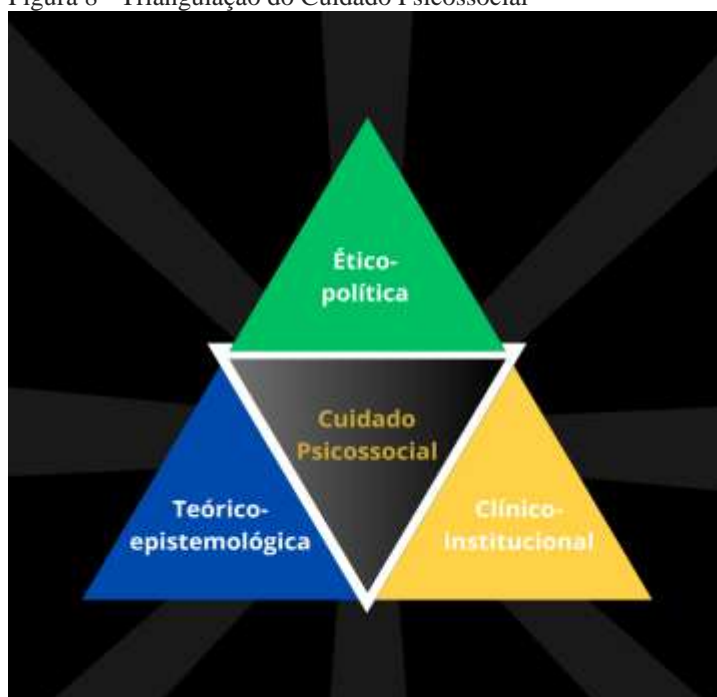 Figura 8 - Triangulação do Cuidado Psicossocial
Ético-
política
Cuidado
Psicossocial
Teórico-
epistemológica
Clínico-
institucional